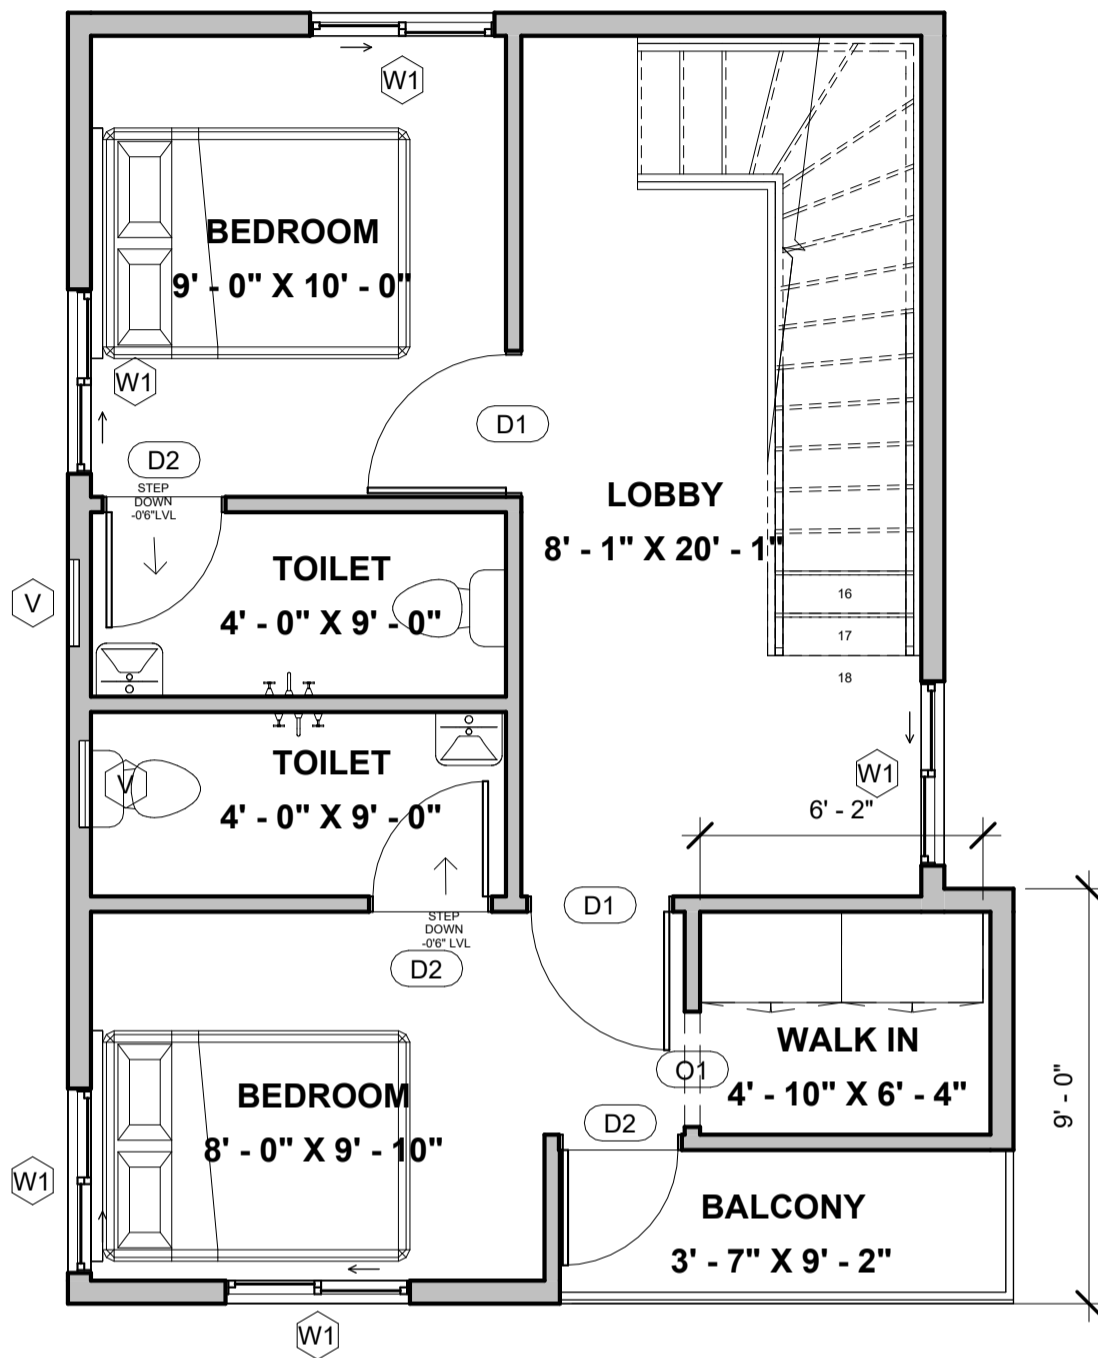 W1
BEDROOM
9' - 0" X 10' - 0"
W1
D1
D2
STEP
DOWN
-0'6"LVL
LOBBY
8' - 1" X 20' - 1"
TOILET
4' - 0" X 9' - 0"
V
16
17
18
TOILET
4' - 0" X 9' - 0"
V
W1
6' - 2"
D1
STEP
DOWN
-0'6" LVL
D2
WALK IN
4' - 10" X 6' - 4"
O1
BEDROOM
8' - 0" X 9' - 10"
D2
9' - 0"
W1
BALCONY
3' - 7" X 9' - 2"
W1